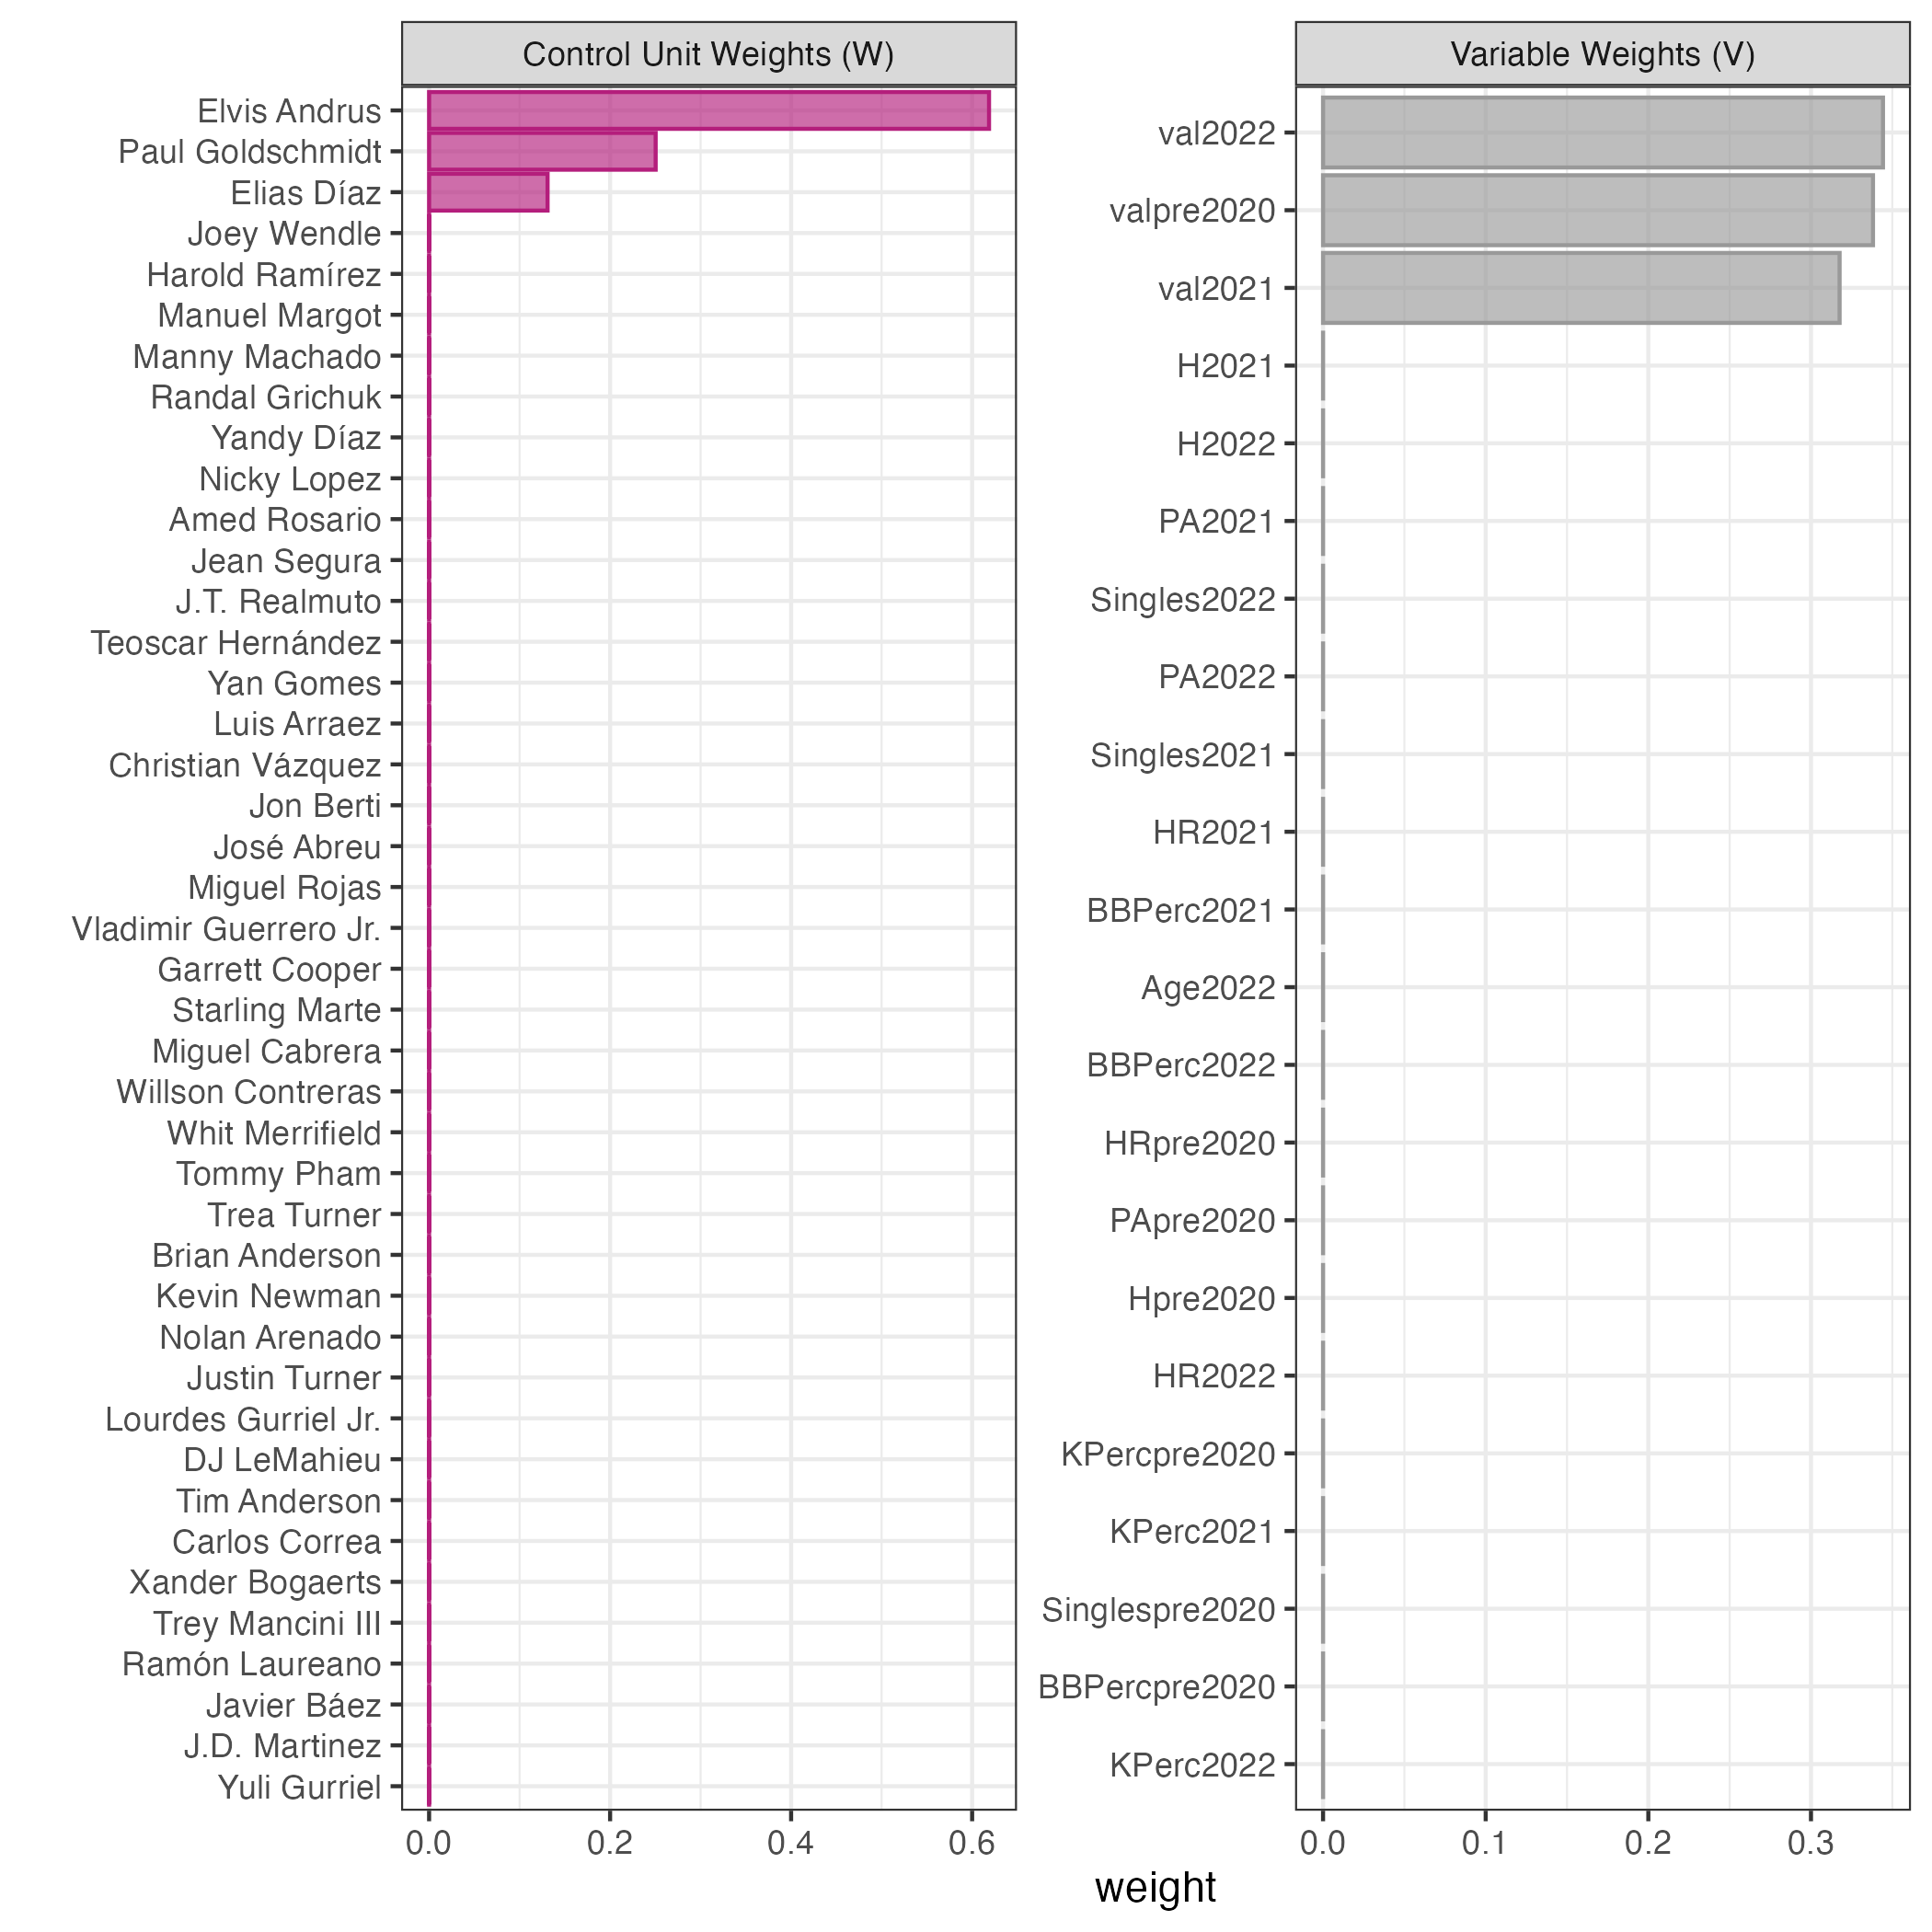 Control Unit Weights (W)
Elvis Andrus
Paul Goldschmidt
Elias Díaz
Joey Wendle
Harold Ramírez
Manuel Margot
Manny Machado
Randal Grichuk
Yandy Díaz
Nicky Lopez
Amed Rosario
Jean Segura
J.T. Realmuto
Teoscar Hernández
Yan Gomes
Luis Arraez
Christian Vázquez
Jon Berti
José Abreu
Miguel Rojas
Vladimir Guerrero Jr.
Garrett Cooper
Starling Marte
Miguel Cabrera
Willson Contreras
Whit Merrifield
Tommy Pham
Trea Turner
Brian Anderson
Kevin Newman
Nolan Arenado
Justin Turner
Lourdes Gurriel Jr.
DJ LeMahieu
Tim Anderson
Carlos Correa
Xander Bogaerts
Trey Mancini III
Ramón Laureano
Javier Báez
J.D. Martinez
Yuli Gurriel
0.0 0.2 0.4 0.6
Variable Weights (V)
val2022
valpre2020
val2021
H2021
H2022
PA2021
Singles2022
PA2022
Singles2021
HR2021
BBPerc2021
Age2022
BBPerc2022
HRpre2020
PApre2020
Hpre2020
HR2022
KPercpre2020
KPerc2021
Singlespre2020
BBPercpre2020
KPerc2022
0.0 0.1 0.2 0.3
weight